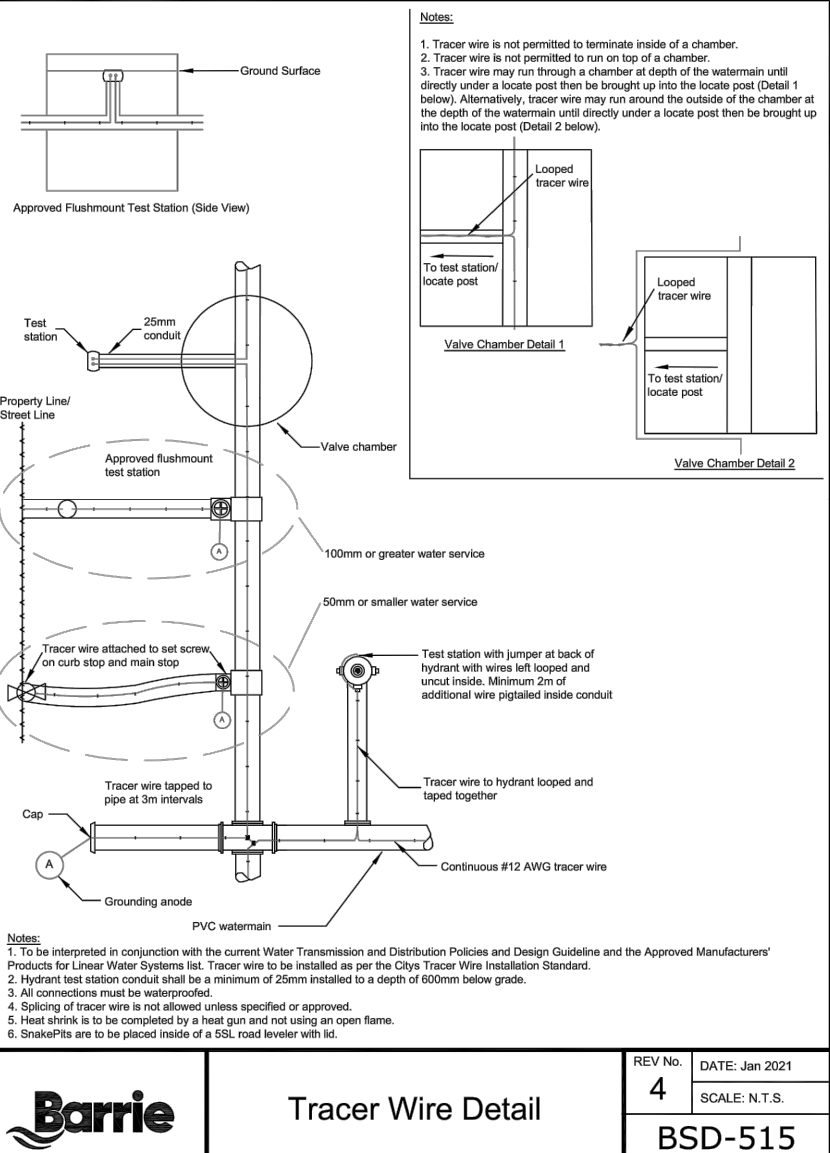 Notes:
1. Tracer wire is not permitted to terminate inside of a chamber.
2. Tracer wire is not permitted to run on top of a chamber.
3. Tracer wire may run through a chamber at depth of the watermain until
directly under a locate post then be brought up into the locate post (Detail 1
below). Alternatively, tracer wire may run around the outside of the chamber at
the depth of the watermain until directly under a locate post then be brought up
into the locate post (Detail 2 below).
Ground Surface
Approved Flushmount Test Station (Side View)
Looped
tracer wire
To test station/
locate post
Valve Chamber Detail 1
Looped
tracer wire
To test station/
locate post
Valve Chamber Detail 2
Test
station
25mm
conduit
Property Line/
Street Line
Valve chamber
Approved flushmount
test station
A
100mm or greater water service
50mm or smaller water service
Tracer wire attached to set screw
on curb stop and main stop
A
Test station with jumper at back of
hydrant with wires left looped and
uncut inside. Minimum 2m of
additional wire pigtailed inside conduit
Tracer wire tapped to
pipe at 3m intervals
Tracer wire to hydrant looped and
taped together
Cap
A
Continuous #12 AWG tracer wire
Grounding anode
PVC watermain
Notes:
1. To be interpreted in conjunction with the current Water Transmission and Distribution Policies and Design Guideline and the Approved Manufacturers'
Products for Linear Water Systems list. Tracer wire to be installed as per the Citys Tracer Wire Installation Standard.
2. Hydrant test station conduit shall be a minimum of 25mm installed to a depth of 600mm below grade.
3. All connections must be waterproofed.
4. Splicing of tracer wire is not allowed unless specified or approved.
5. Heat shrink is to be completed by a heat gun and not using an open flame.
6. SnakePits are to be placed inside of a 5SL road leveler with lid.
Barrie
Tracer Wire Detail
REV No.
4
DATE: Jan 2021
SCALE: N.T.S.
BSD-515